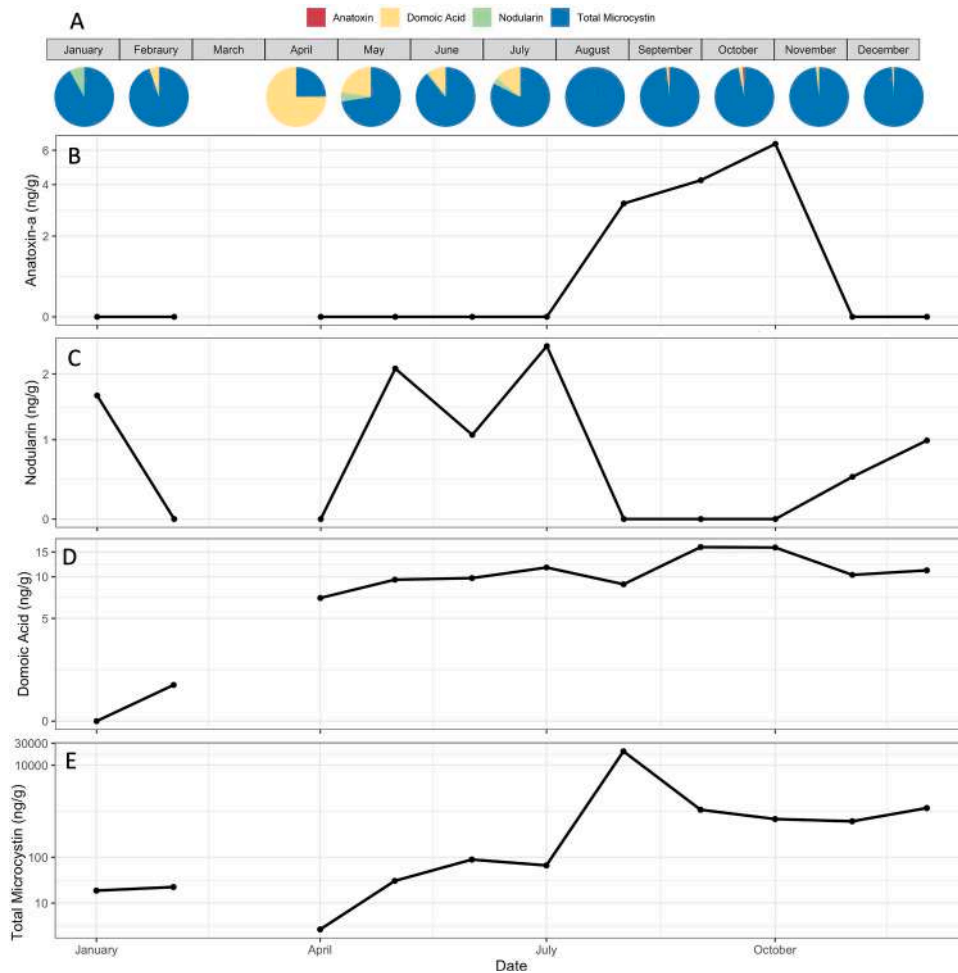 A
Anatoxin Domoic Acid Nodularin Total Microcystin
January Febraury March April May June July August September October November December
B
Anatoxin-a (ng/g)
6
4
2
0
C
Nodularin (ng/g)
2
1
0
D
Domoic Acid (ng/g)
15
10
5
0
E
Total Microcystin (ng/g)
30000
10000
100
10
January April July October
Date